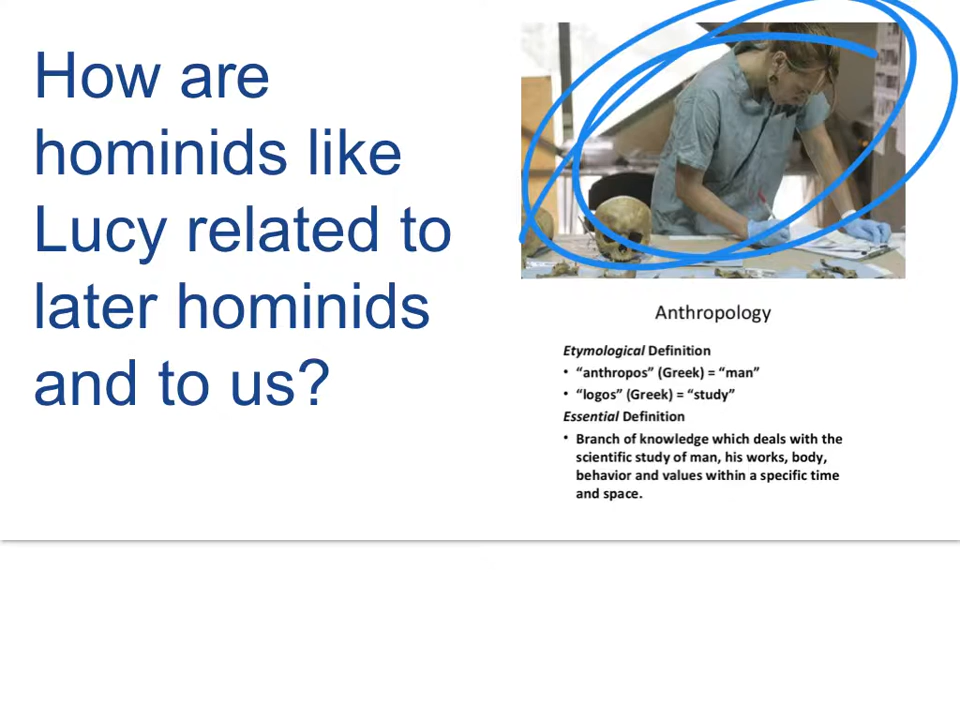 How are
hominids like
Lucy related to
later hominids
and to us?
Anthropology
Etymological Definition
• “anthropos” (Greek) = “man”
• “logos” (Greek) = “study”
Essential Definition
• Branch of knowledge which deals with the
scientific study of man, his works, body,
behavior and values within a specific time
and space.